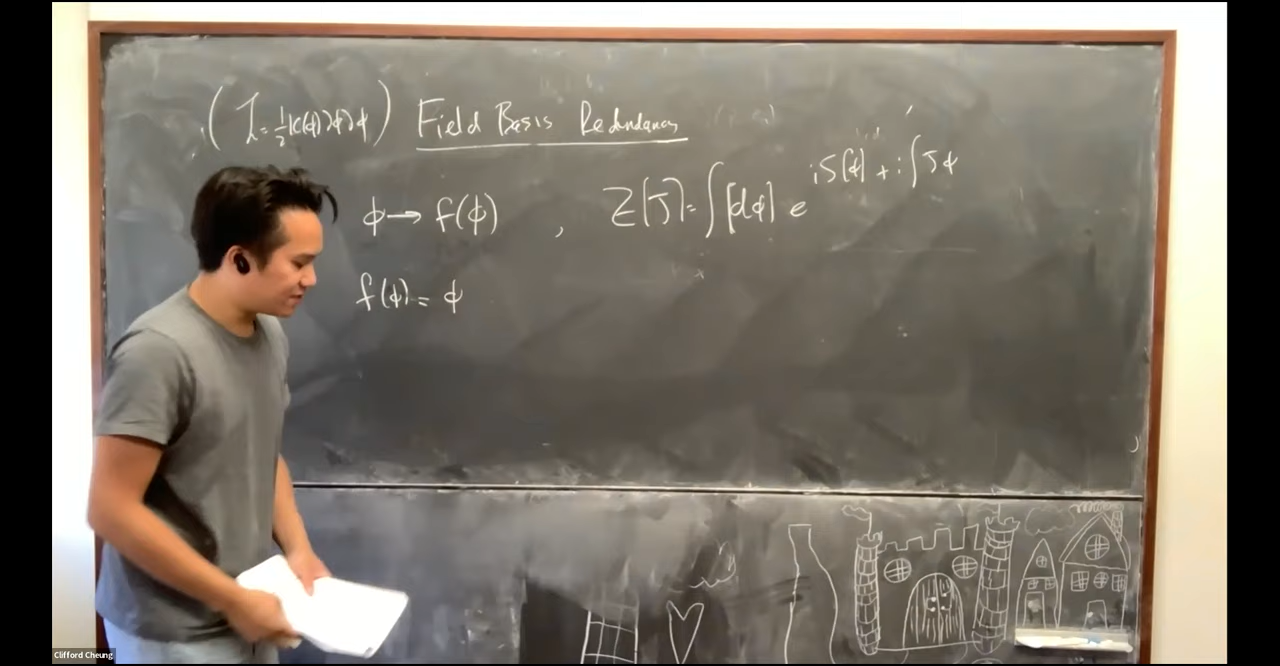 (ℒ = ½K(ϕ)∂ϕ∂ϕ) Field Basis Redundancy
ϕ → f(ϕ) , Z[J] = ∫[dϕ] e^{iS[ϕ] + i∫Jϕ}
f(ϕ) = ϕ
Clifford Cheung